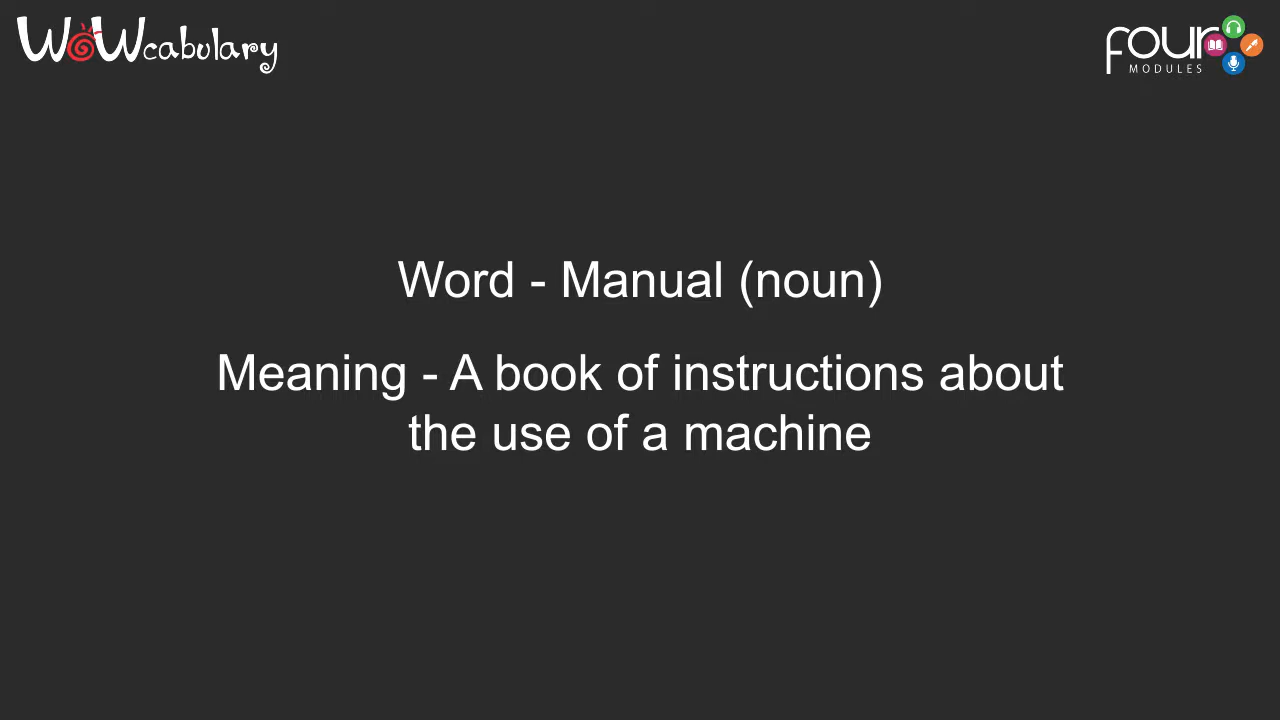 WoWcabulary
four
MODULES
Word - Manual (noun)
Meaning - A book of instructions about
the use of a machine